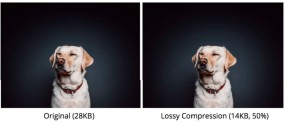 Original (28KB)
Lossy Compression (14KB, 50%)